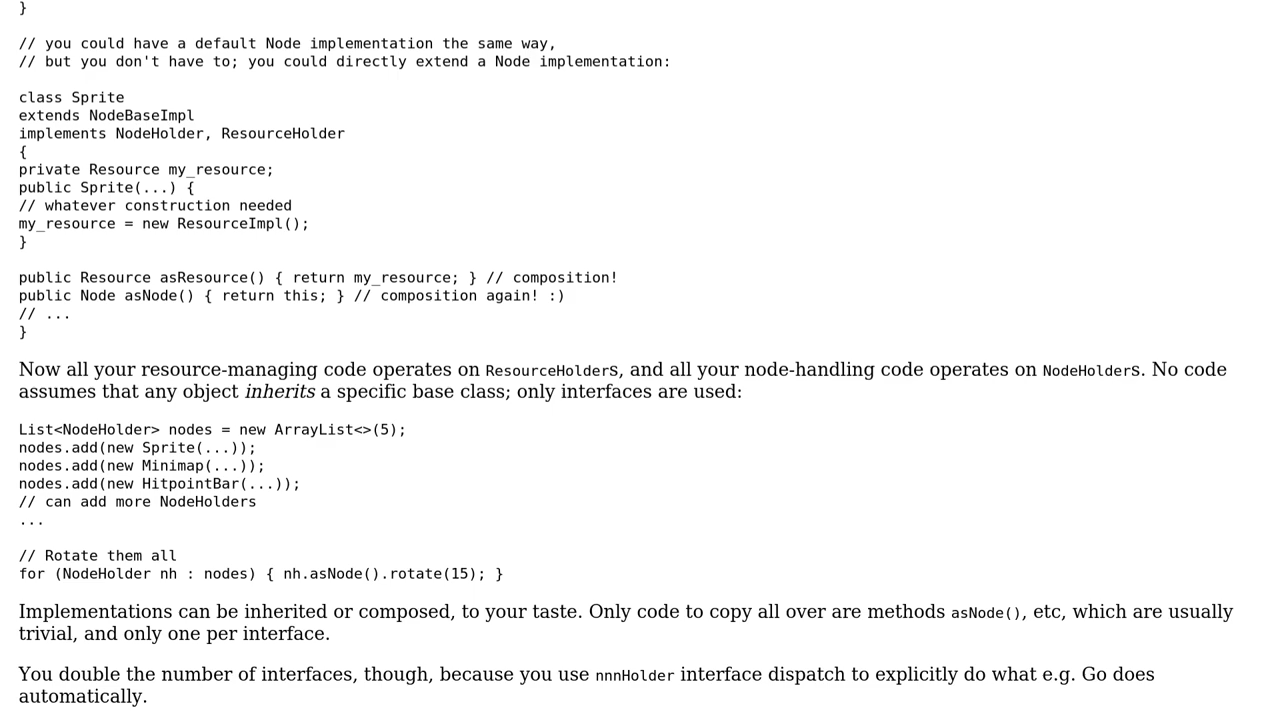 }
// you could have a default Node implementation the same way,
// but you don't have to; you could directly extend a Node implementation:
class Sprite
extends NodeBaseImpl
implements NodeHolder, ResourceHolder
{
private Resource my_resource;
public Sprite(...) {
// whatever construction needed
my_resource = new ResourceImpl();
}
public Resource asResource() { return my_resource; } // composition!
public Node asNode() { return this; } // composition again! :)
// ...
}
Now all your resource-managing code operates on ResourceHolders, and all your node-handling code operates on NodeHolders. No code
assumes that any object inherits a specific base class; only interfaces are used:
List<NodeHolder> nodes = new ArrayList<>(5);
nodes.add(new Sprite(...));
nodes.add(new Minimap(...));
nodes.add(new HitpointBar(...));
// can add more NodeHolders
...
// Rotate them all
for (NodeHolder nh : nodes) { nh.asNode().rotate(15); }
Implementations can be inherited or composed, to your taste. Only code to copy all over are methods asNode(), etc, which are usually
trivial, and only one per interface.
You double the number of interfaces, though, because you use nnnHolder interface dispatch to explicitly do what e.g. Go does
automatically.